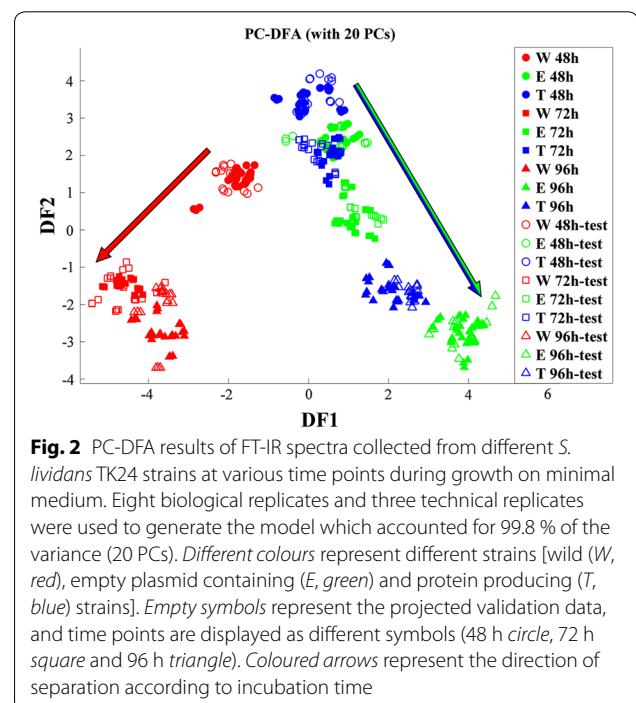 PC-DFA (with 20 PCs)
4
3
2
1
0
-1
-2
-3
-4
DF2
-4
-2
0
2
4
6
DF1
W 48h
E 48h
T 48h
W 72h
E 72h
T 72h
W 96h
E 96h
T 96h
W 48h-test
E 48h-test
T 48h-test
W 72h-test
E 72h-test
T 72h-test
W 96h-test
E 96h-test
T 96h-test
Fig. 2 PC-DFA results of FT-IR spectra collected from different S.
lividans TK24 strains at various time points during growth on minimal
medium. Eight biological replicates and three technical replicates
were used to generate the model which accounted for 99.8 % of the
variance (20 PCs). Different colours represent different strains [wild (W,
red), empty plasmid containing (E, green) and protein producing (T,
blue) strains]. Empty symbols represent the projected validation data,
and time points are displayed as different symbols (48 h circle, 72 h
square and 96 h triangle). Coloured arrows represent the direction of
separation according to incubation time